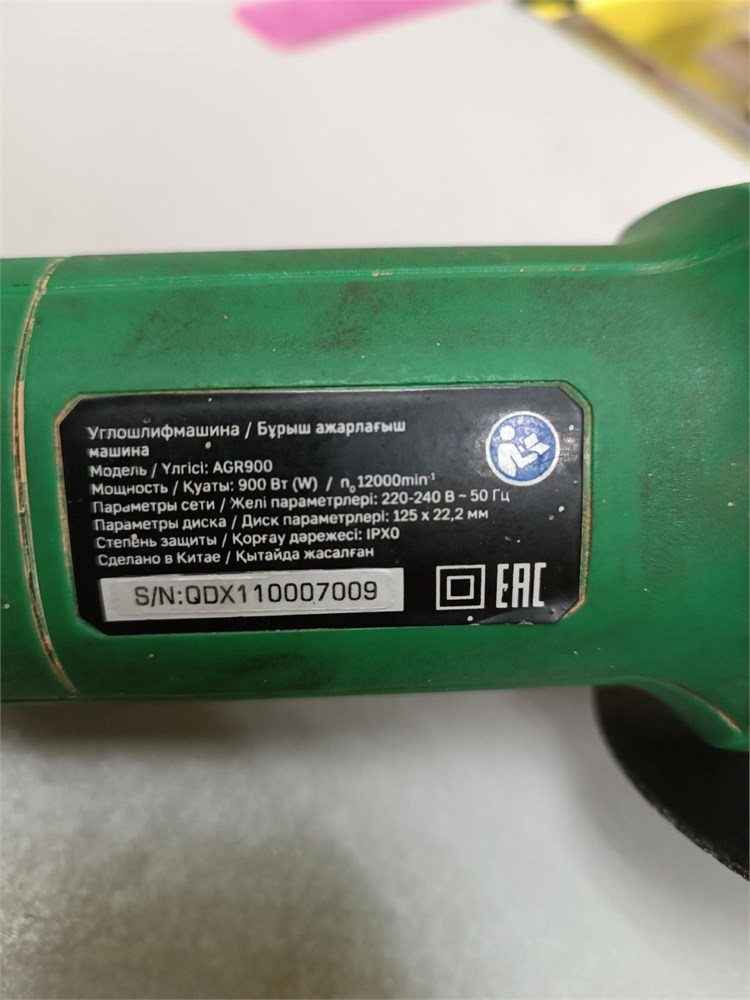 Углошлифмашина / Бұрыш ажарлағыш
машина
Модель / Үлгісі: AGR900
Мощность / Қуаты: 900 Вт (W) / n₀12000min⁻¹
Параметры сети / Желі параметрлері: 220-240 В ~ 50 Гц
Параметры диска / Диск параметрлері: 125 x 22,2 мм
Степень защиты / Қорғау дәрежесі: IPX0
Сделано в Китае / Қытайда жасалған
S/N:QDX110007009
EAC